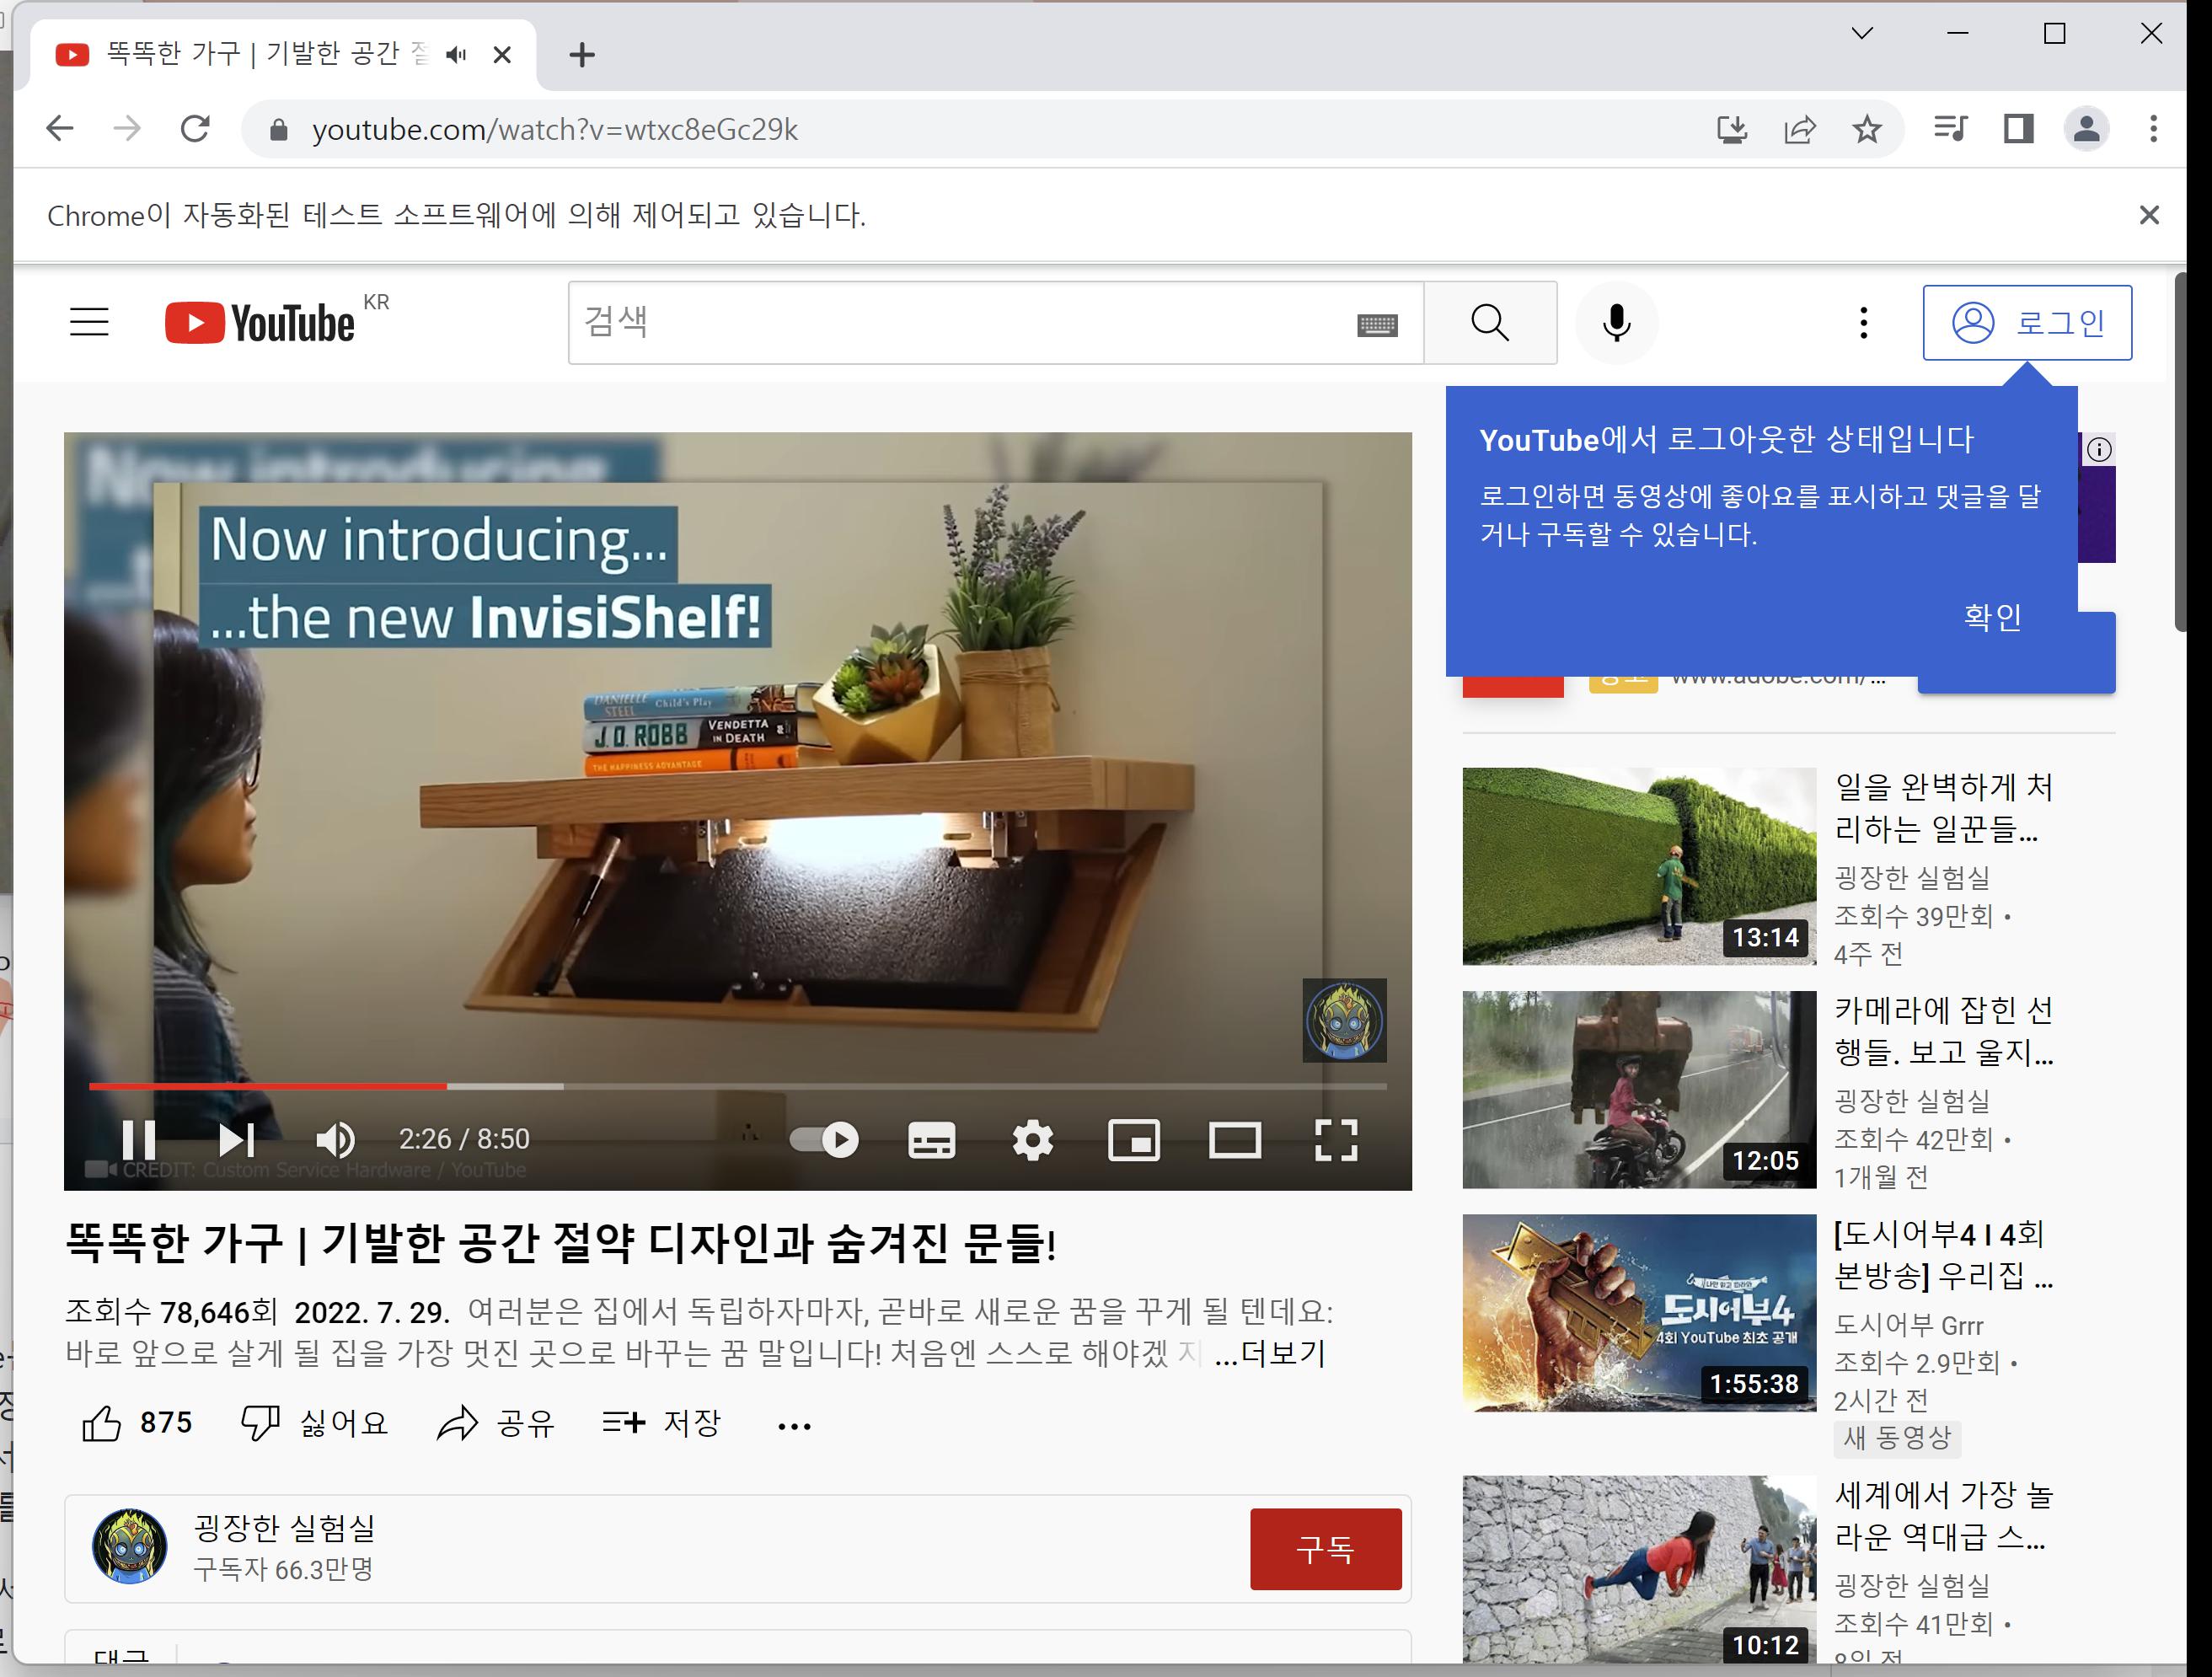 똑똑한 가구 | 기발한 공간 절
youtube.com/watch?v=wtxc8eGc29k
Chrome이 자동화된 테스트 소프트웨어에 의해 제어되고 있습니다.
YouTube KR
검색
로그인
YouTube에서 로그아웃한 상태입니다
로그인하면 동영상에 좋아요를 표시하고 댓글을 달
거나 구독할 수 있습니다.
확인
광고 www.adobe.com/...
Now introducing...
...the new InvisiShelf!
DANIELLE STEEL Child's Play
J.D. ROBB VENDETTA IN DEATH
THE HAPPINESS ADVANTAGE
2:26 / 8:50
CREDIT: Custom Service Hardware / YouTube
똑똑한 가구 | 기발한 공간 절약 디자인과 숨겨진 문들!
조회수 78,646회 2022. 7. 29. 여러분은 집에서 독립하자마자, 곧바로 새로운 꿈을 꾸게 될 텐데요:
바로 앞으로 살게 될 집을 가장 멋진 곳으로 바꾸는 꿈 말입니다! 처음엔 스스로 해야겠 지 ...더보기
875 싫어요 공유 저장
굉장한 실험실
구독자 66.3만명
구독
댓글
13:14
일을 완벽하게 처
리하는 일꾼들...
굉장한 실험실
조회수 39만회 •
4주 전
12:05
카메라에 잡힌 선
행들. 보고 울지...
굉장한 실험실
조회수 42만회 •
1개월 전
도시어부4
4회 YouTube 최초 공개
1:55:38
[도시어부4 I 4회
본방송] 우리집 ...
도시어부 Grrr
조회수 2.9만회 •
2시간 전
새 동영상
10:12
세계에서 가장 놀
라운 역대급 스...
굉장한 실험실
조회수 41만회 •
9일 전